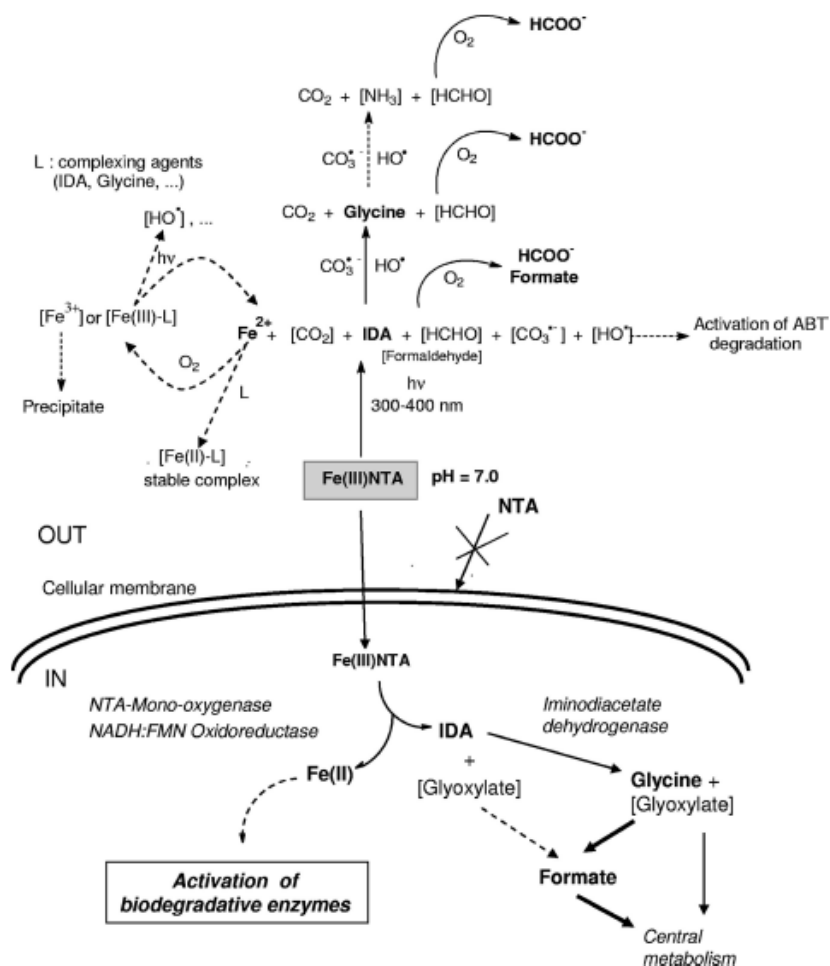 HCOO⁻
O₂
CO₂ + [NH₃] + [HCHO]
HCOO⁻
CO₃•⁻ HO•
O₂
L : complexing agents
(IDA, Glycine, ...)
[HO•] , ...
CO₂ + Glycine + [HCHO]
hν
CO₃•⁻ HO•
O₂
HCOO⁻
Formate
[Fe³⁺] or [Fe(III)-L]
Fe²⁺ + [CO₂] + IDA + [HCHO] + [CO₃•⁻] + [HO•]
[Formaldehyde]
Activation of ABT
degradation
O₂
L
hν
300-400 nm
Precipitate
[Fe(II)-L]
stable complex
Fe(III)NTA
pH = 7.0
NTA
OUT
Cellular membrane
IN
Fe(III)NTA
NTA-Mono-oxygenase
NADH:FMN Oxidoreductase
Iminodiacetate
dehydrogenase
IDA
+
[Glyoxylate]
Fe(II)
Glycine +
[Glyoxylate]
Activation of
biodegradative enzymes
Formate
Central
metabolism